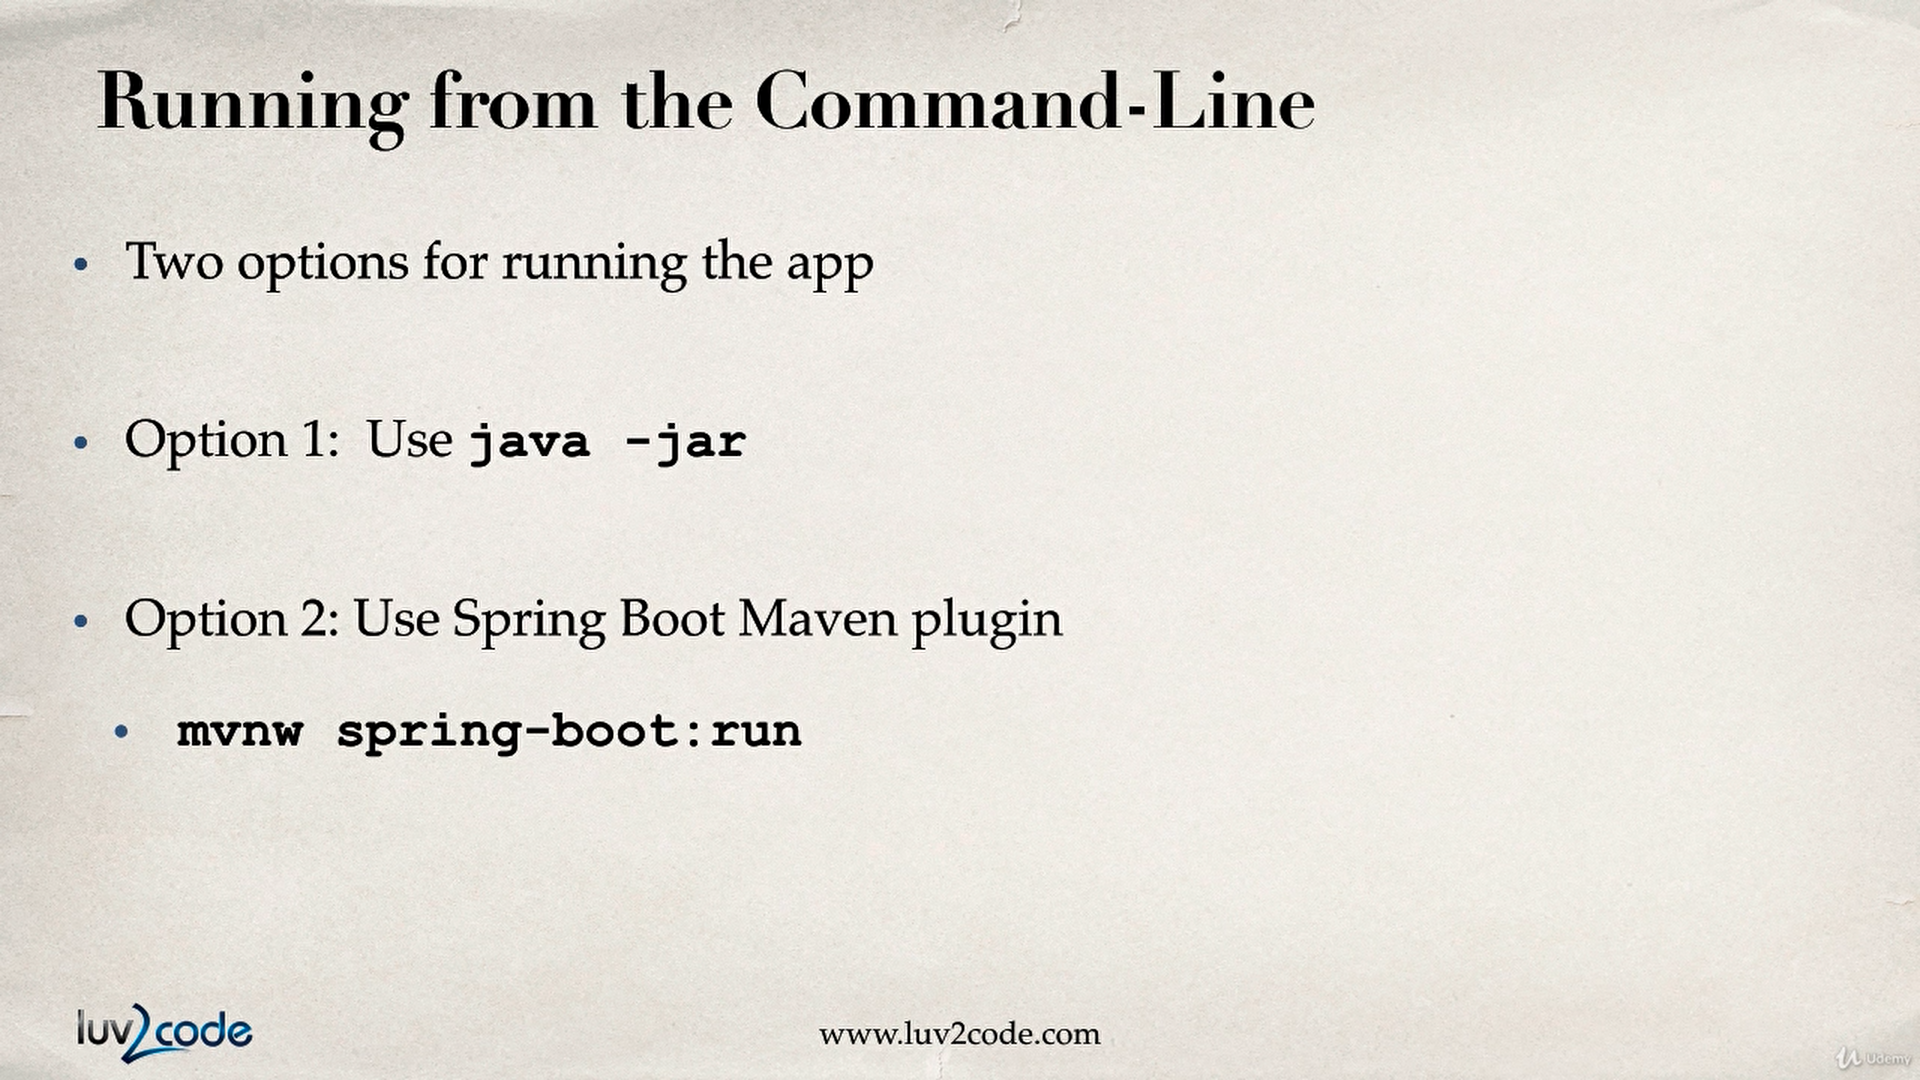 Running from the Command-Line
• Two options for running the app
• Option 1: Use java -jar
• Option 2: Use Spring Boot Maven plugin
• mvnw spring-boot:run
luv2code
www.luv2code.com
Udemy